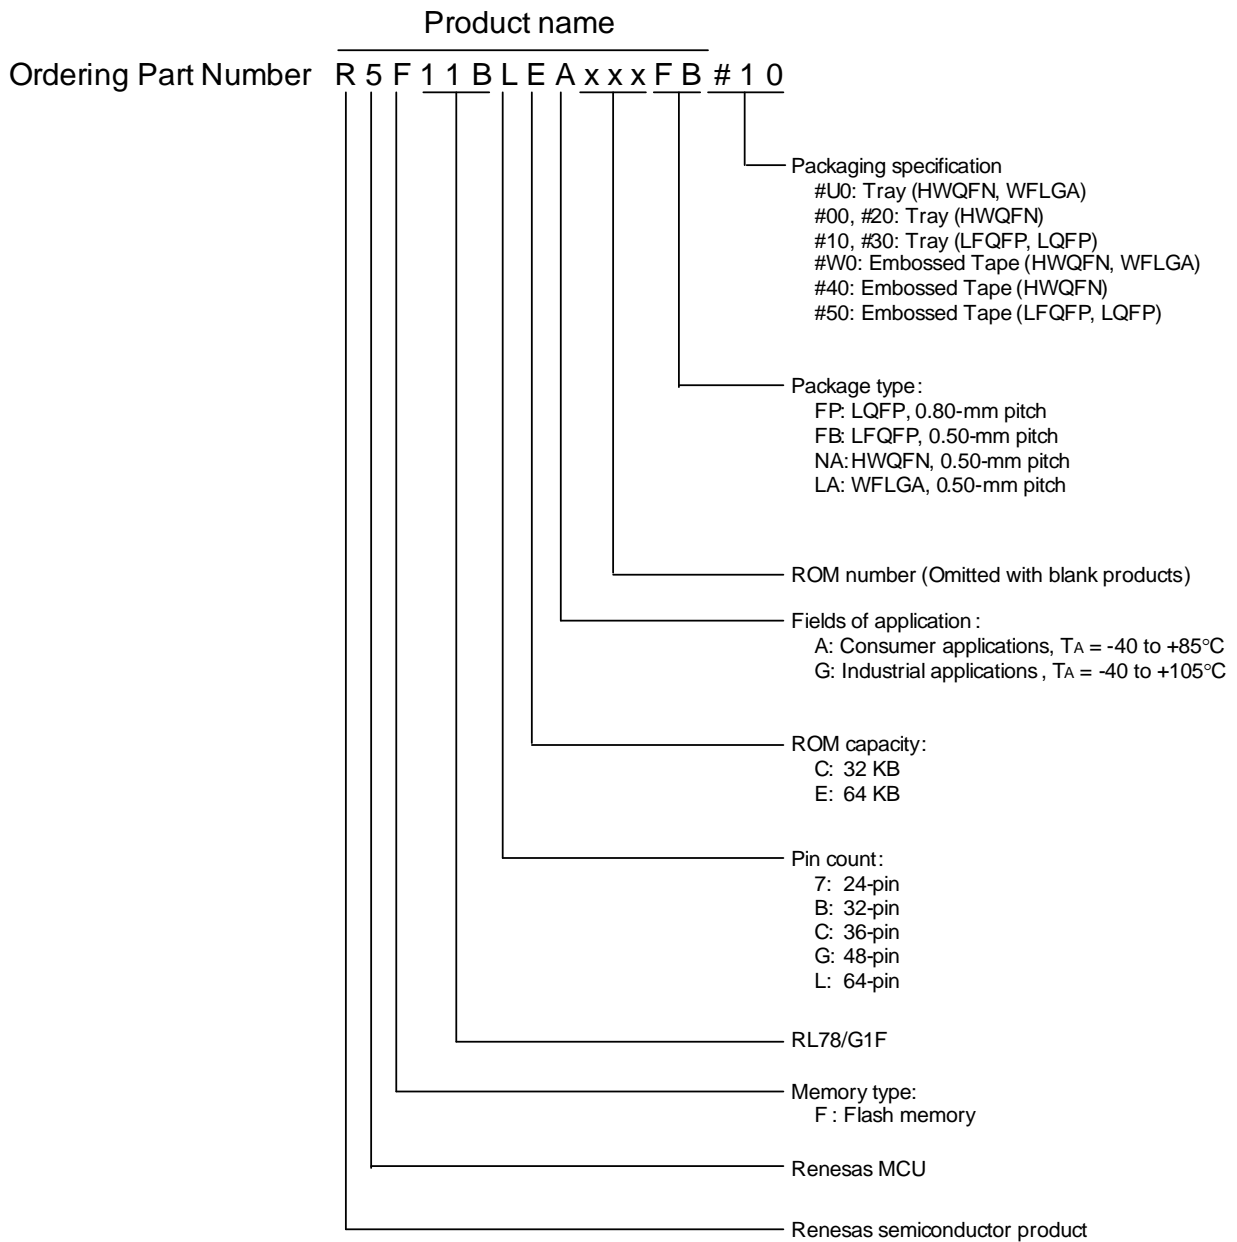 Product name
Ordering Part Number R 5 F 1 1 B L E A x x x F B # 1 0
Packaging specification
#U0: Tray (HWQFN, WFLGA)
#00, #20: Tray (HWQFN)
#10, #30: Tray (LFQFP, LQFP)
#W0: Embossed Tape (HWQFN, WFLGA)
#40: Embossed Tape (HWQFN)
#50: Embossed Tape (LFQFP, LQFP)
Package type:
FP: LQFP, 0.80-mm pitch
FB: LFQFP, 0.50-mm pitch
NA: HWQFN, 0.50-mm pitch
LA: WFLGA, 0.50-mm pitch
ROM number (Omitted with blank products)
Fields of application :
A: Consumer applications, TA = -40 to +85°C
G: Industrial applications , TA = -40 to +105°C
ROM capacity:
C: 32 KB
E: 64 KB
Pin count:
7: 24-pin
B: 32-pin
C: 36-pin
G: 48-pin
L: 64-pin
RL78/G1F
Memory type:
F : Flash memory
Renesas MCU
Renesas semiconductor product